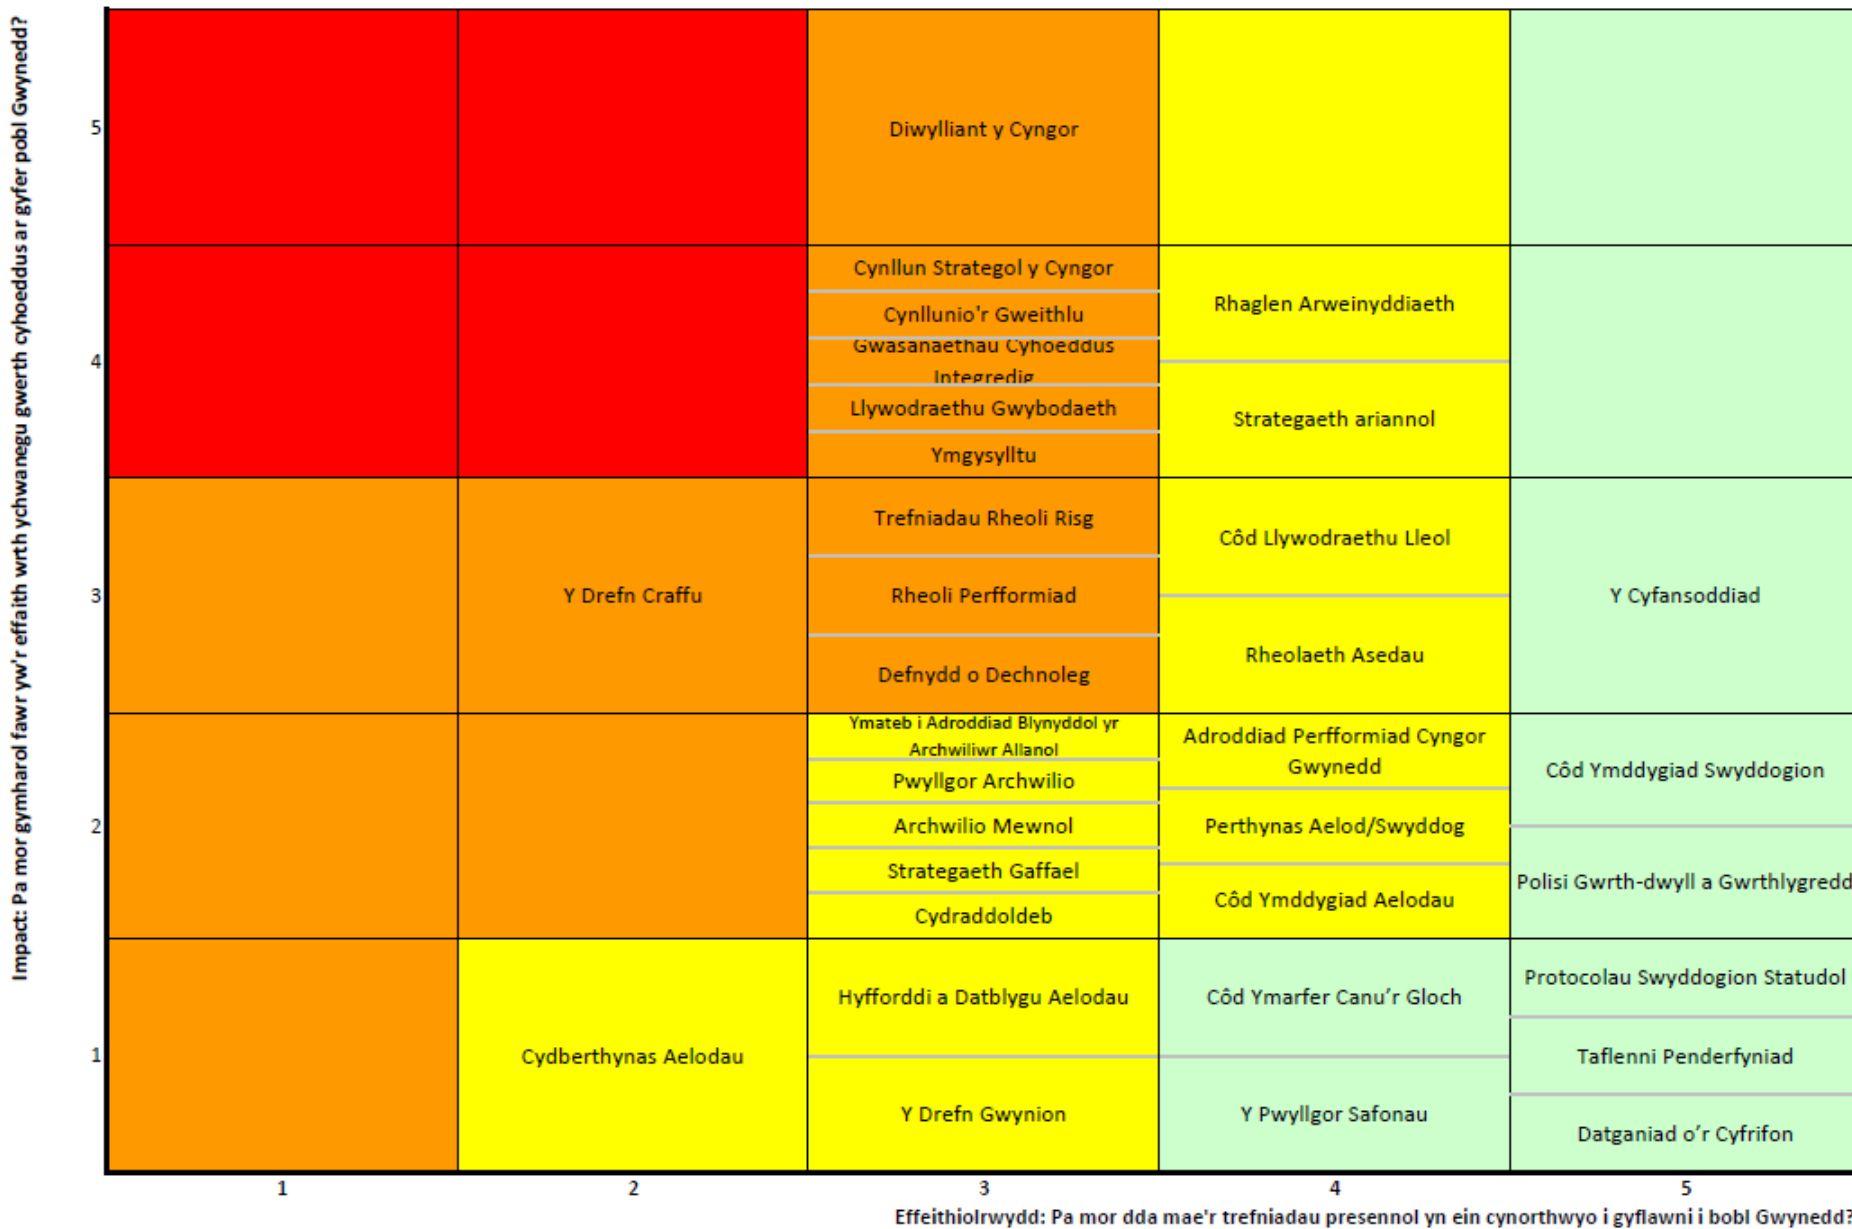 Impact: Pa mor gymharol fawr yw'r effaith wrth ychwanegu gwerth cyhoeddus ar gyfer pobl Gwynedd?
5
Diwylliant y Cyngor
4
Cynllun Strategol y Cyngor
Cynllunio'r Gweithlu
Gwasanaethau Cyhoeddus
Integredig
Llywodraethu Gwybodaeth
Ymgysylltu
Rhaglen Arweinyddiaeth
Strategaeth ariannol
3
Y Drefn Craffu
Trefniadau Rheoli Risg
Rheoli Perfformiad
Defnydd o Dechnoleg
Côd Llywodraethu Lleol
Rheolaeth Asedau
Y Cyfansoddiad
2
Ymateb i Adroddiad Blynyddol yr
Archwiliwr Allanol
Pwyllgor Archwilio
Archwilio Mewnol
Strategaeth Gaffael
Cydraddoldeb
Adroddiad Perfformiad Cyngor
Gwynedd
Perthynas Aelod/Swyddog
Côd Ymddygiad Aelodau
Côd Ymddygiad Swyddogion
Polisi Gwrth-dwyll a Gwrthlygredd
1
Cydberthynas Aelodau
Hyfforddi a Datblygu Aelodau
Y Drefn Gwynion
Côd Ymarfer Canu’r Gloch
Y Pwyllgor Safonau
Protocolau Swyddogion Statudol
Taflenni Penderfyniad
Datganiad o’r Cyfrifon
1
2
3
4
5
Effeithiolrwydd: Pa mor dda mae'r trefniadau presennol yn ein cynorthwyo i gyflawni i bobl Gwynedd?